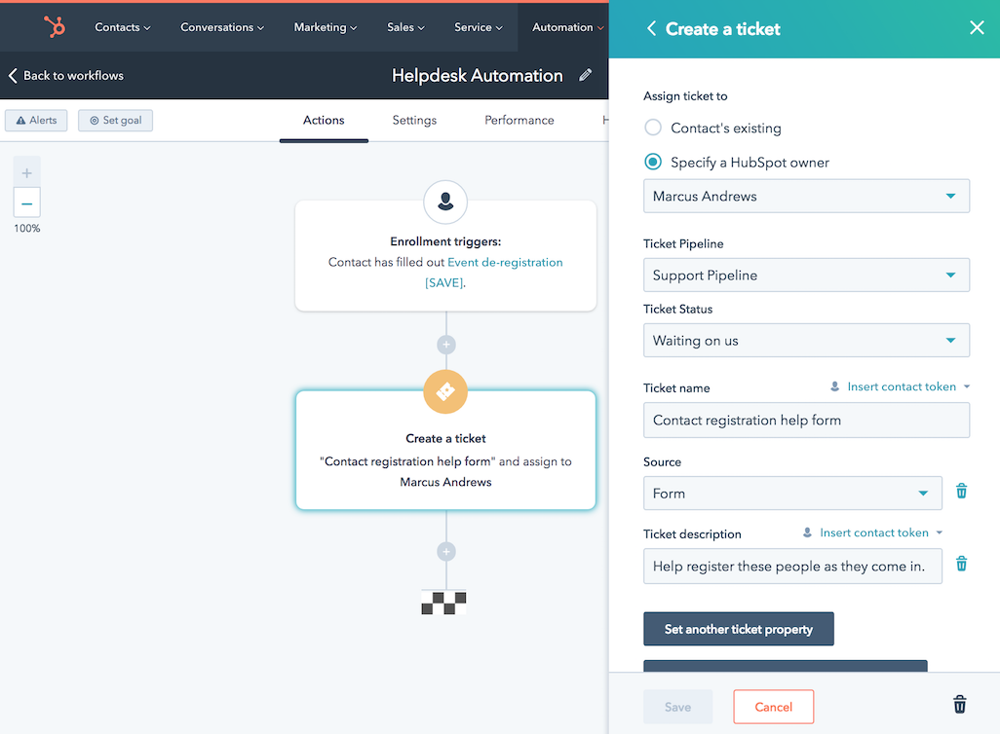 Contacts
Conversations
Marketing
Sales
Service
Automation
Back to workflows
Helpdesk Automation
Alerts
Set goal
Actions
Settings
Performance
100%
Enrollment triggers:
Contact has filled out Event de-registration
[SAVE].
Create a ticket
"Contact registration help form" and assign to
Marcus Andrews
Create a ticket
Assign ticket to
Contact's existing
Specify a HubSpot owner
Marcus Andrews
Ticket Pipeline
Support Pipeline
Ticket Status
Waiting on us
Ticket name
Insert contact token
Contact registration help form
Source
Form
Ticket description
Insert contact token
Help register these people as they come in.
Set another ticket property
Save
Cancel